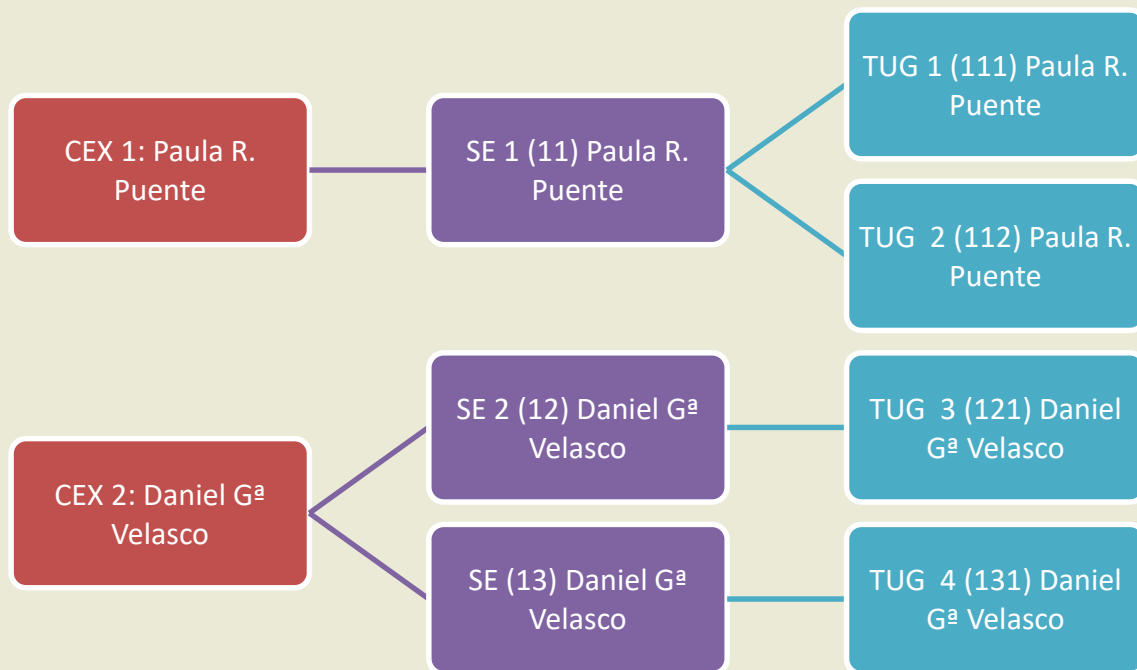 CEX 1: Paula R.
Puente
SE 1 (11) Paula R.
Puente
TUG 1 (111) Paula R.
Puente
TUG  2 (112) Paula R.
Puente
CEX 2: Daniel Gª
Velasco
SE 2 (12) Daniel Gª
Velasco
TUG  3 (121) Daniel
Gª Velasco
SE (13) Daniel Gª
Velasco
TUG  4 (131) Daniel
Gª Velasco